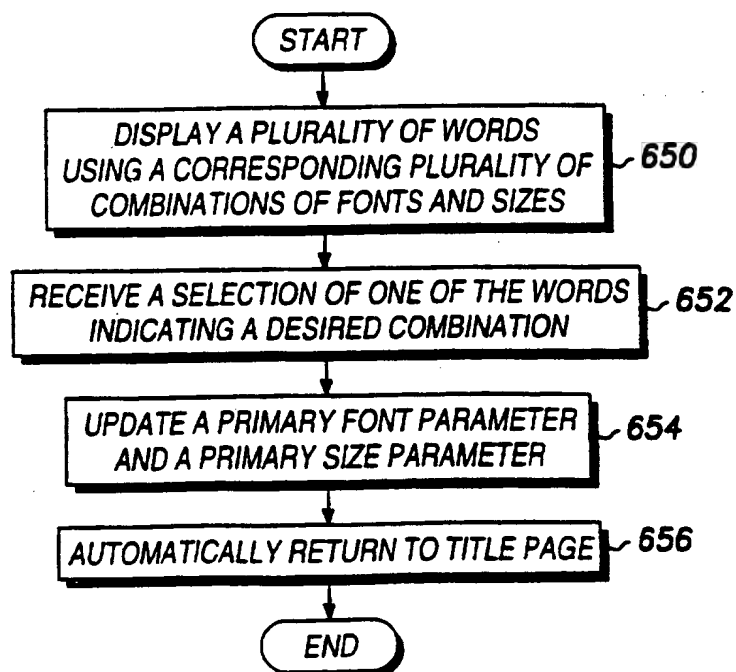 START
DISPLAY A PLURALITY OF WORDS
USING A CORRESPONDING PLURALITY OF
COMBINATIONS OF FONTS AND SIZES
650
RECEIVE A SELECTION OF ONE OF THE WORDS
INDICATING A DESIRED COMBINATION
652
UPDATE A PRIMARY FONT PARAMETER
AND A PRIMARY SIZE PARAMETER
654
AUTOMATICALLY RETURN TO TITLE PAGE
656
END